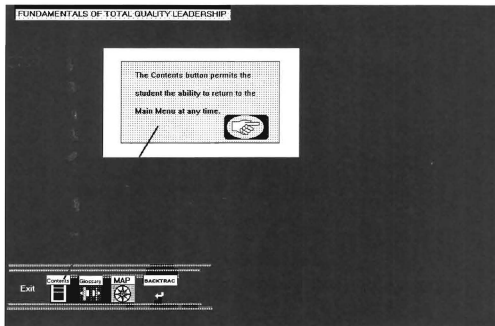 FUNDAMENTALS OF TOTAL QUALITY LEADERSHIP
The Contents button permits the
student the ability to return to the
Main Menu at any time.
Exit
Contents
Glossary
MAP
BACKTRAC